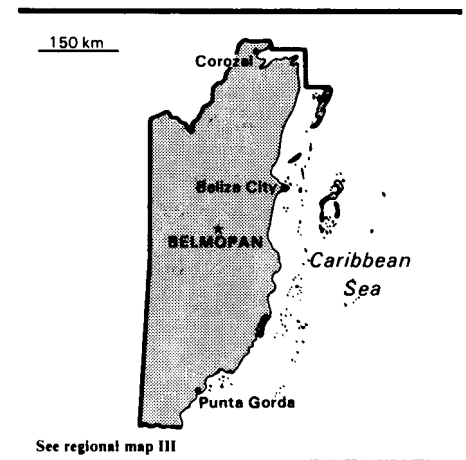 150 km
Corozal
Belize City
BELMOPAN
Caribbean
Sea
Punta Gorda
See regional map III